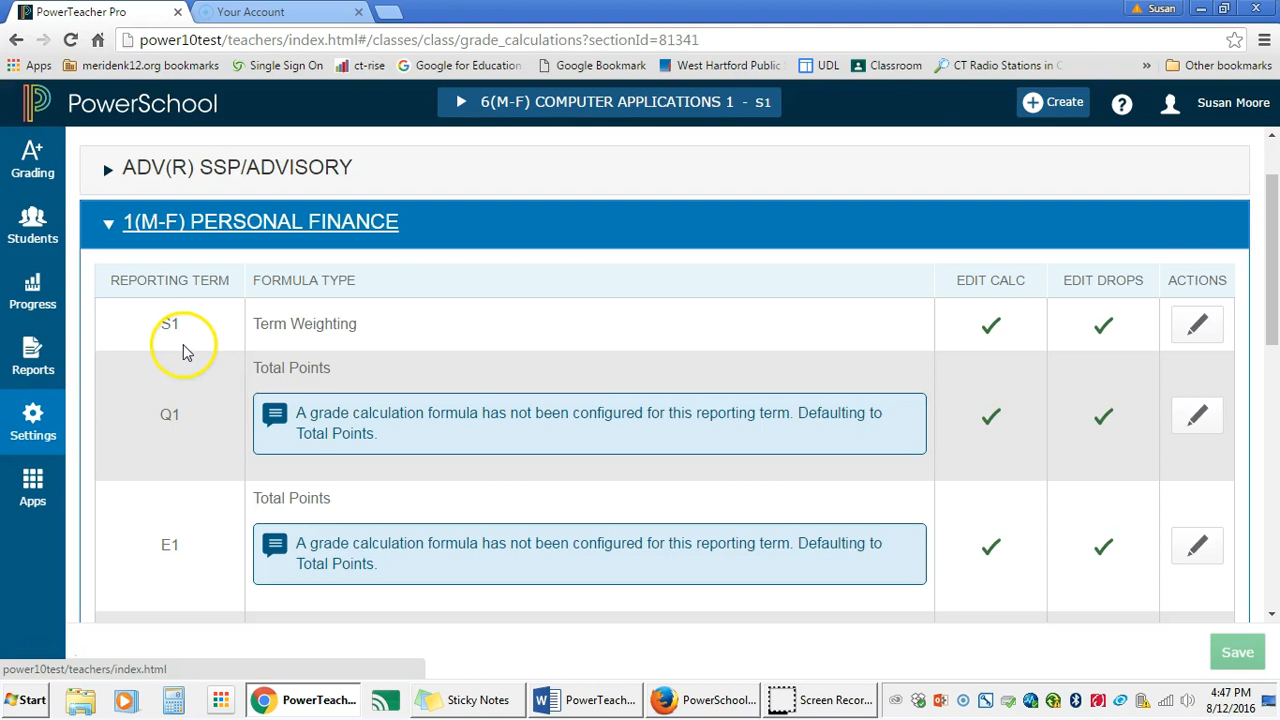 PowerTeacher Pro
Your Account
Susan
power10test/teachers/index.html#/classes/class/grade_calculations?sectionId=81341
Apps
meridenk12.org bookmarks
Single Sign On
ct-rise
Google for Education
Google Bookmark
West Hartford Public
UDL
Classroom
CT Radio Stations in C
»
Other bookmarks
PowerSchool
6(M-F) COMPUTER APPLICATIONS 1 - S1
Create
Susan Moore
Grading
Students
Progress
Reports
Settings
Apps
ADV(R) SSP/ADVISORY
1(M-F) PERSONAL FINANCE
REPORTING TERM
FORMULA TYPE
EDIT CALC
EDIT DROPS
ACTIONS
S1
Term Weighting
Q1
Total Points
A grade calculation formula has not been configured for this reporting term. Defaulting to
Total Points.
E1
Total Points
A grade calculation formula has not been configured for this reporting term. Defaulting to
Total Points.
Save
power10test/teachers/index.html
Start
PowerTeach...
Sticky Notes
PowerTeache...
PowerSchool...
Screen Recor...
4:47 PM
8/12/2016